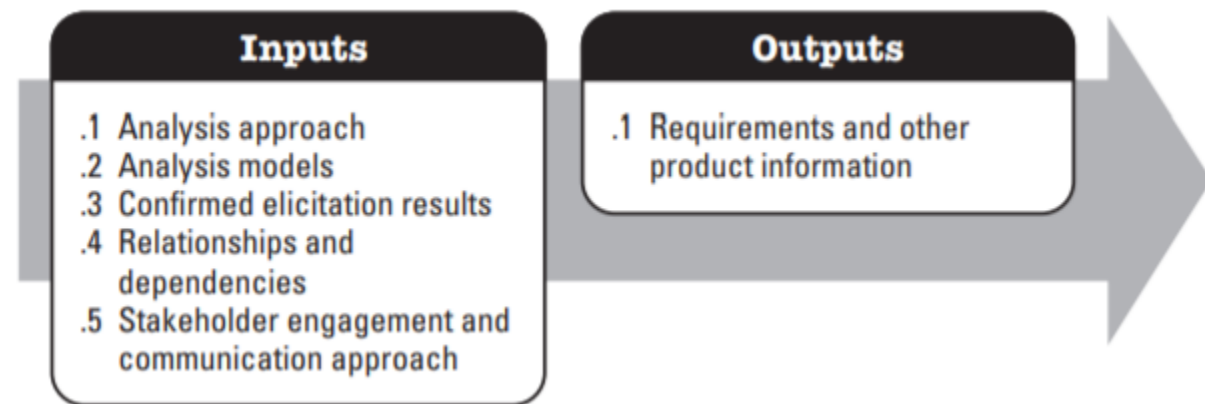 Inputs
.1 Analysis approach
.2 Analysis models
.3 Confirmed elicitation results
.4 Relationships and
dependencies
.5 Stakeholder engagement and
communication approach
Outputs
.1 Requirements and other
product information